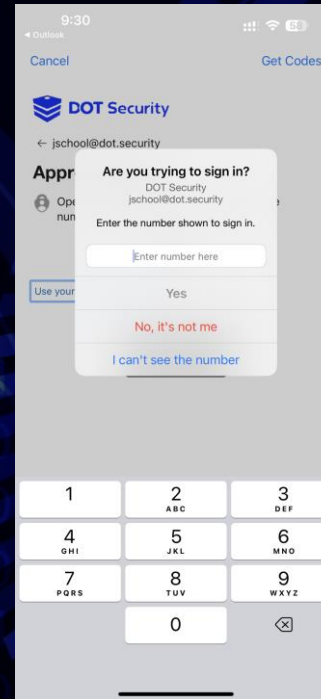 9:30
◀ Outlook
58
Cancel
Get Codes
DOT Security
← jschool@dot.security
Appr
Are you trying to sign in?
DOT Security
jschool@dot.security
Enter the number shown to sign in.
Enter number here
Use your
Yes
No, it's not me
I can't see the number
1
2
ABC
3
DEF
4
GHI
5
JKL
6
MNO
7
PQRS
8
TUV
9
WXYZ
0